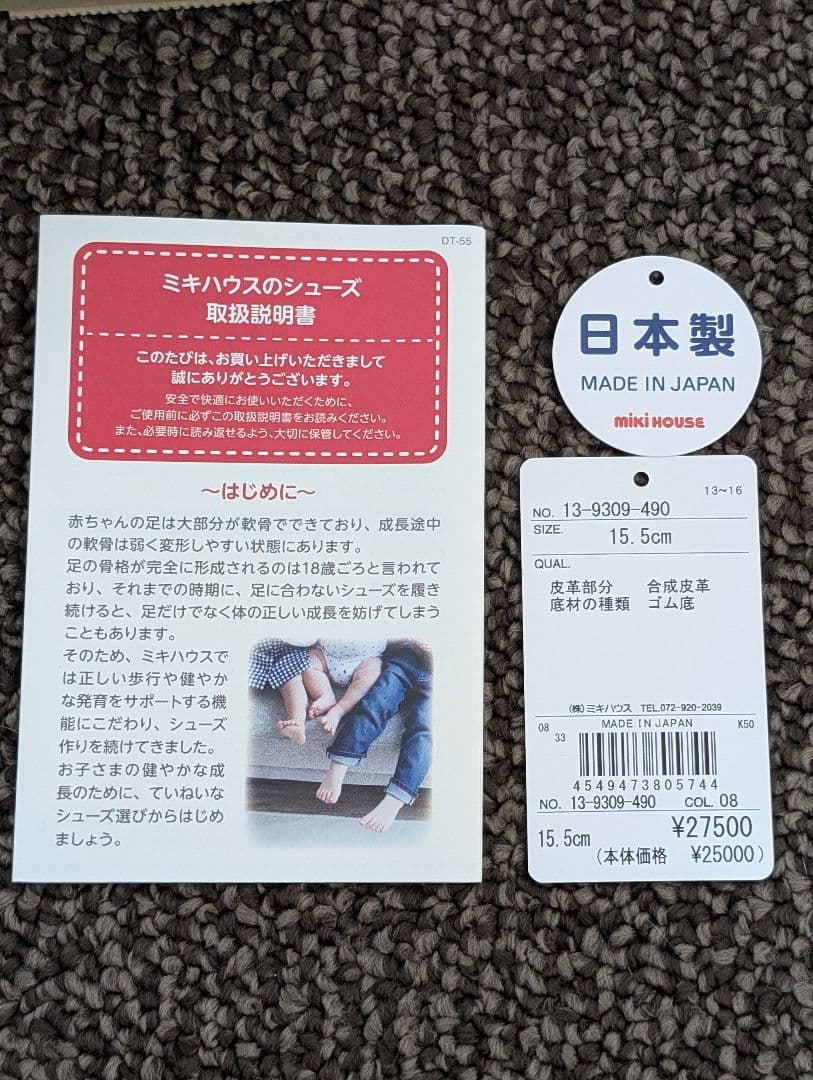 DT-55
ミキハウスのシューズ
取扱説明書
このたびは、お買い上げいただきまして
誠にありがとうございます。
安全で快適にお使いいただくために、
ご使用前に必ずこの取扱説明書をお読みください。
また、必要時に読み返せるよう、大切に保管してください。
〜はじめに〜
赤ちゃんの足は大部分が軟骨でできており、成長途中
の軟骨は弱く変形しやすい状態にあります。
足の骨格が完全に形成されるのは18歳ごろと言われて
おり、それまでの時期に、足に合わないシューズを履き
続けると、足だけでなく体の正しい成長を妨げてしまう
こともあります。
そのため、ミキハウスで
は正しい歩行や健やか
な発育をサポートする機
能にこだわり、シューズ
作りを続けてきました。
お子さまの健やかな成
長のために、ていねいな
シューズ選びからはじめ
ましょう。
日本製
MADE IN JAPAN
miKi HOUSE
13~16
NO. 13-9309-490
SIZE. 15.5cm
QUAL.
皮革部分 合成皮革
底材の種類 ゴム底
(株)ミキハウス TEL.072-920-2039
08 MADE IN JAPAN K50
33
4549473805744
NO. 13-9309-490 COL. 08
15.5cm ¥27500
(本体価格 ¥25000)